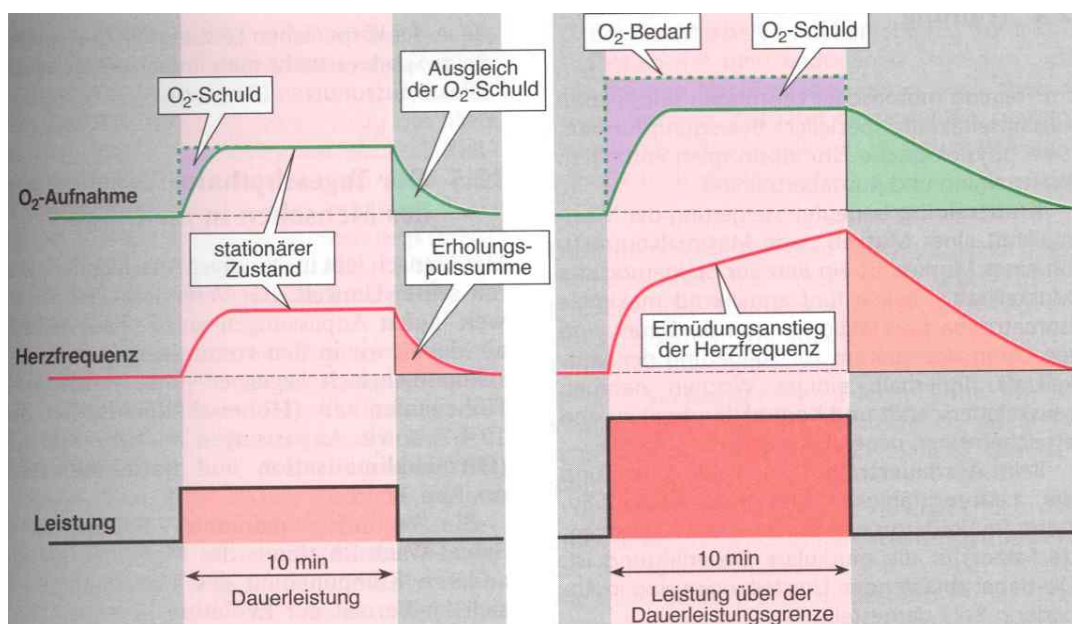 O₂-Schuld
Ausgleich
der O₂-Schuld
O₂-Aufnahme
stationärer
Zustand
Erholungs-
pulssumme
Herzfrequenz
Leistung
10 min
Dauerleistung
O₂-Bedarf
O₂-Schuld
Ermüdungsanstieg
der Herzfrequenz
10 min
Leistung über der
Dauerleistungsgrenze